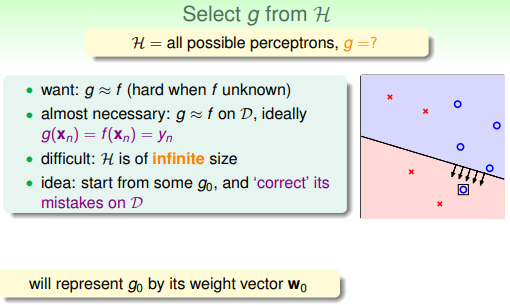 Select g from ℋ
ℋ = all possible perceptrons, g =?
• want: g ≈ f (hard when f unknown)
• almost necessary: g ≈ f on 𝒟, ideally
g(𝐱ₙ) = f(𝐱ₙ) = yₙ
• difficult: ℋ is of infinite size
• idea: start from some g₀, and ‘correct’ its
mistakes on 𝒟
will represent g₀ by its weight vector 𝐰₀